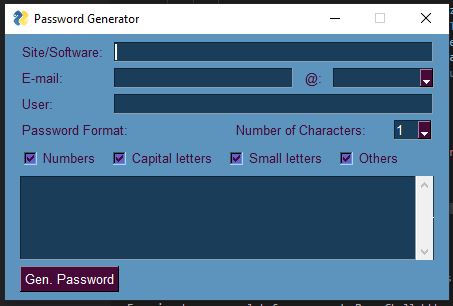 Password Generator
Site/Software:
E-mail: @:
User:
Password Format: Number of Characters: 1
Numbers Capital letters Small letters Others
Gen. Password